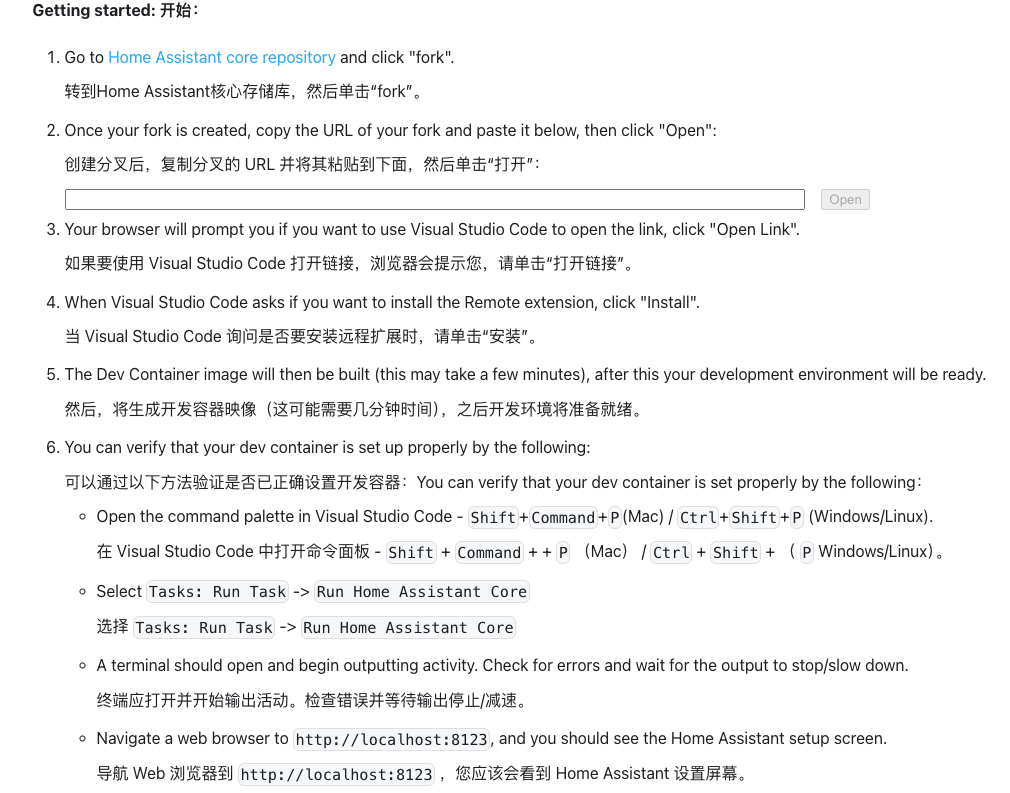 Getting started: 开始：
1. Go to Home Assistant core repository and click "fork".
转到Home Assistant核心存储库，然后单击“fork”。
2. Once your fork is created, copy the URL of your fork and paste it below, then click "Open":
创建分叉后，复制分叉的 URL 并将其粘贴到下面，然后单击“打开”：
Open
3. Your browser will prompt you if you want to use Visual Studio Code to open the link, click "Open Link".
如果要使用 Visual Studio Code 打开链接，浏览器会提示您，请单击“打开链接”。
4. When Visual Studio Code asks if you want to install the Remote extension, click "Install".
当 Visual Studio Code 询问是否要安装远程扩展时，请单击“安装”。
5. The Dev Container image will then be built (this may take a few minutes), after this your development environment will be ready.
然后，将生成开发容器映像（这可能需要几分钟时间），之后开发环境将准备就绪。
6. You can verify that your dev container is set up properly by the following:
可以通过以下方法验证是否已正确设置开发容器：You can verify that your dev container is set properly by the following：
Open the command palette in Visual Studio Code - Shift+Command+P(Mac) / Ctrl+Shift+P (Windows/Linux).
在 Visual Studio Code 中打开命令面板 - Shift + Command + + P （Mac） / Ctrl + Shift + （ P Windows/Linux）。
Select Tasks: Run Task -> Run Home Assistant Core
选择 Tasks: Run Task -> Run Home Assistant Core
A terminal should open and begin outputting activity. Check for errors and wait for the output to stop/slow down.
终端应打开并开始输出活动。检查错误并等待输出停止/减速。
Navigate a web browser to http://localhost:8123, and you should see the Home Assistant setup screen.
导航 Web 浏览器到 http://localhost:8123 ，您应该会看到 Home Assistant 设置屏幕。